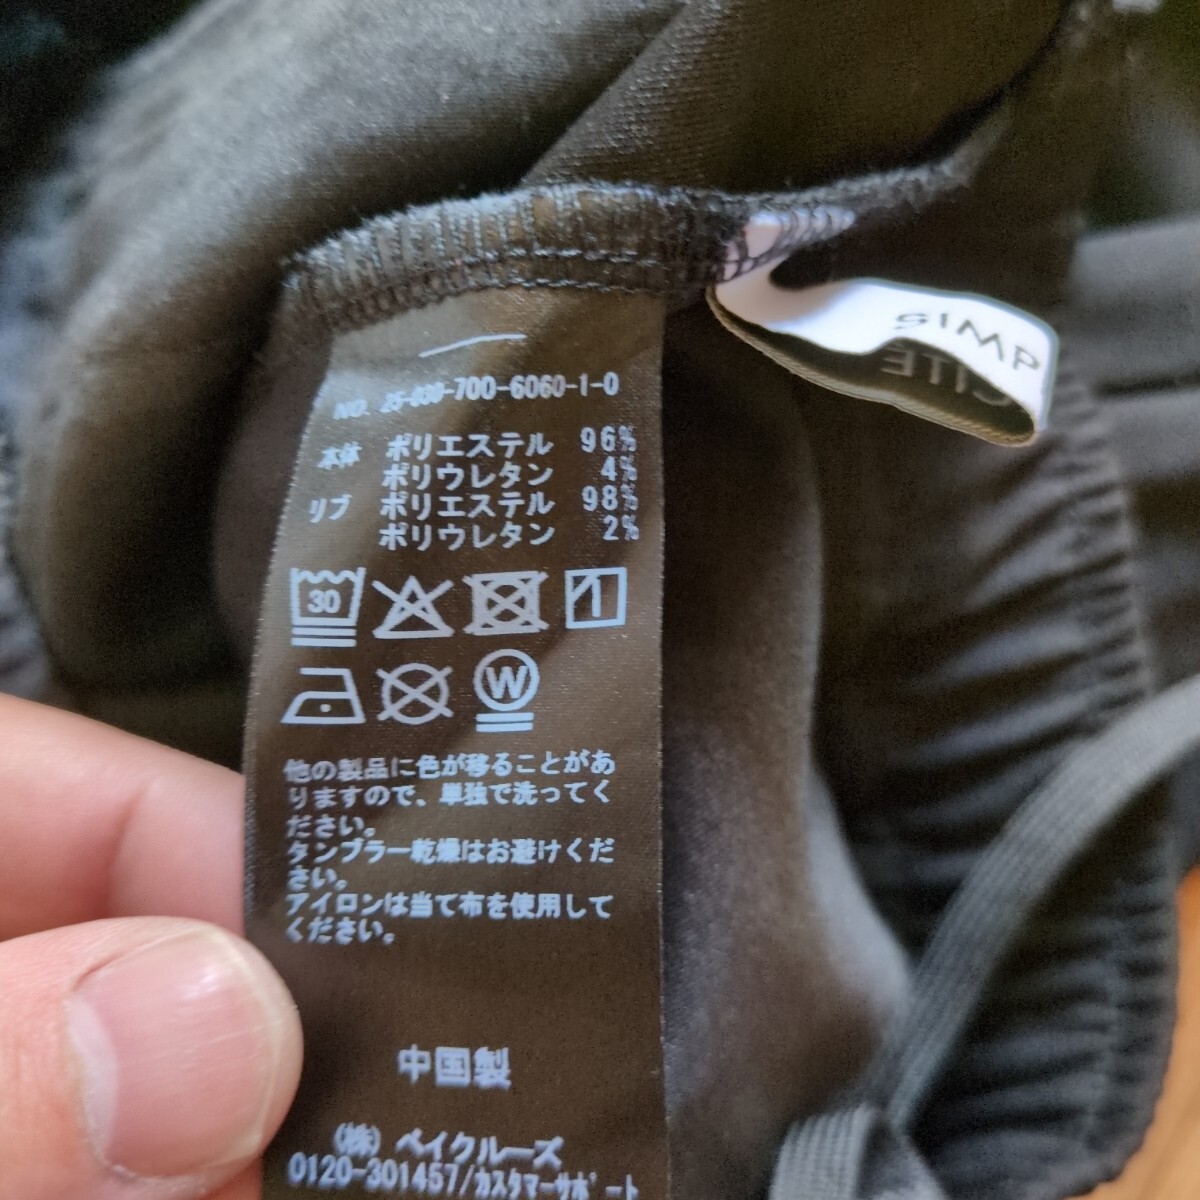 NO. 25-030-700-6060-1-0
本体 ポリエステル 96%
ポリウレタン 4%
リブ ポリエステル 98%
ポリウレタン 2%
30
W
他の製品に色が移ることがあ
りますので、単独で洗ってく
ださい。
タンブラー乾燥はお避けくだ
さい。
アイロンは当て布を使用して
ください。
中国製
(株) ベイクルーズ
0120-301457/カスタマーサポート
SIMP
CITÉ